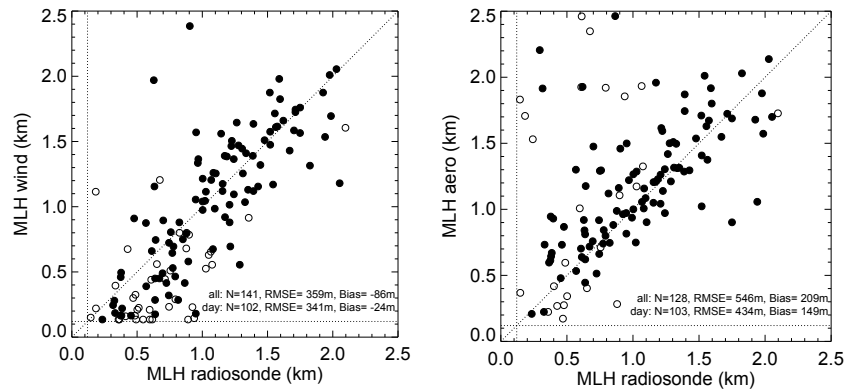 2.5
2.0
1.5
1.0
0.5
0.0
MLH wind (km)
all: N=141, RMSE= 359m, Bias= -86m
day: N=102, RMSE= 341m, Bias= -24m
0.0 0.5 1.0 1.5 2.0 2.5
MLH radiosonde (km)
2.5
2.0
1.5
1.0
0.5
0.0
MLH aero (km)
all: N=128, RMSE= 546m, Bias= 209m
day: N=103, RMSE= 434m, Bias= 149m
0.0 0.5 1.0 1.5 2.0 2.5
MLH radiosonde (km)